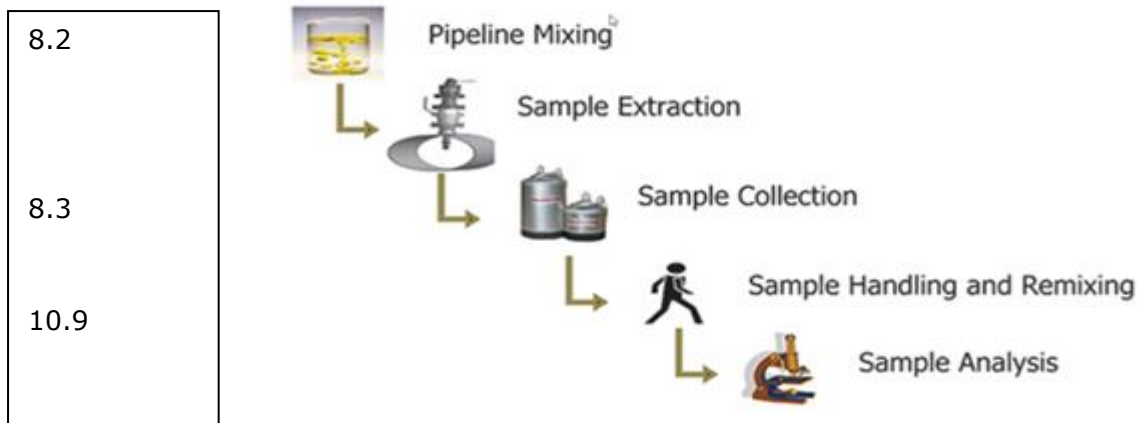 8.2
Pipeline Mixing
Sample Extraction
8.3
Sample Collection
Sample Handling and Remixing
10.9
Sample Analysis